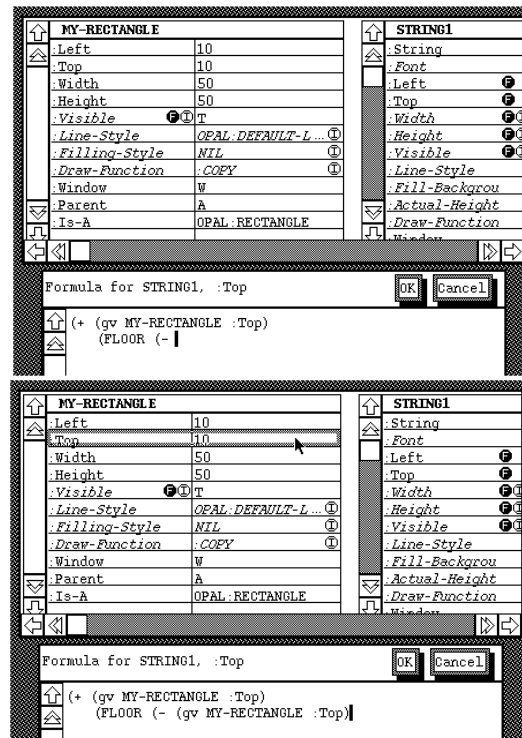 MY-RECTANGLE STRING1
:Left 10 :String
:Top 10 :Font
:Width 50 :Left F
:Height 50 :Top F
:Visible F I T :Width F I
:Line-Style OPAL:DEFAULT-L ... I :Height F I
:Filling-Style NIL I :Visible F I
:Draw-Function :COPY I :Line-Style
:Window W :Fill-Backgrou
:Parent A :Actual-Height
:Is-A OPAL:RECTANGLE :Draw-Function
:Window
Formula for STRING1, :Top OK Cancel
(+ (gv MY-RECTANGLE :Top)
(FLOOR (-
MY-RECTANGLE STRING1
:Left 10 :String
:Top 10 :Font
:Width 50 :Left F
:Height 50 :Top F
:Visible F I T :Width F I
:Line-Style OPAL:DEFAULT-L ... I :Height F I
:Filling-Style NIL I :Visible F I
:Draw-Function :COPY I :Line-Style
:Window W :Fill-Backgrou
:Parent A :Actual-Height
:Is-A OPAL:RECTANGLE :Draw-Function
:Window
Formula for STRING1, :Top OK Cancel
(+ (gv MY-RECTANGLE :Top)
(FLOOR (- (gv MY-RECTANGLE :Top)